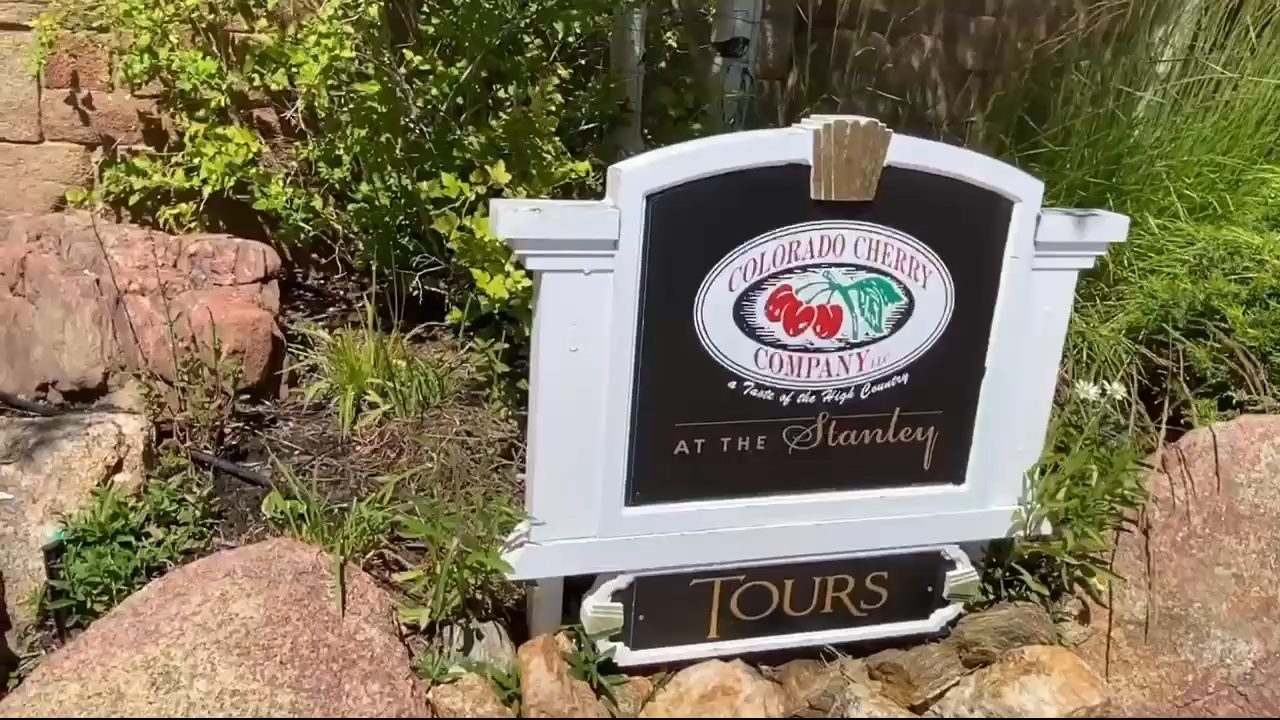 COLORADO CHERRY
COMPANY LLC
a Taste of the High Country
AT THE Stanley
TOURS